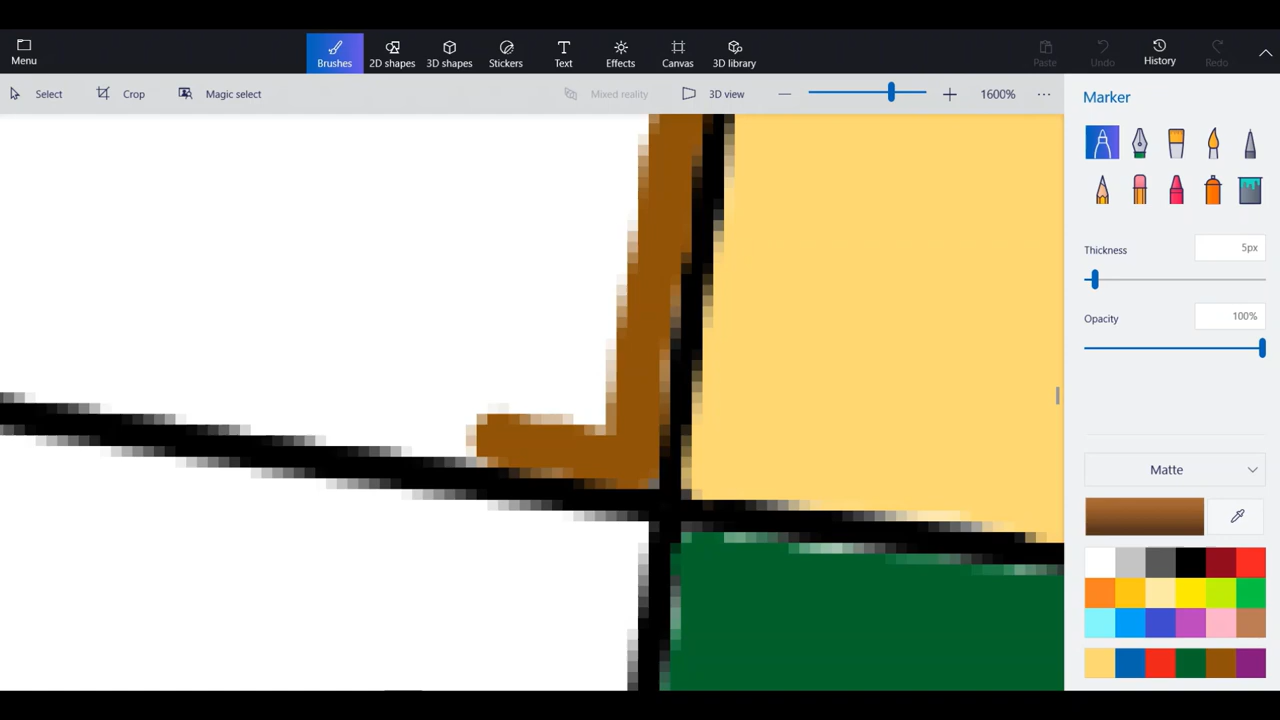 Menu
Brushes 2D shapes 3D shapes Stickers Text Effects Canvas 3D library Paste Undo History Redo
Select Crop Magic select Mixed reality 3D view 1600%
Marker
Thickness 5px
Opacity 100%
Matte